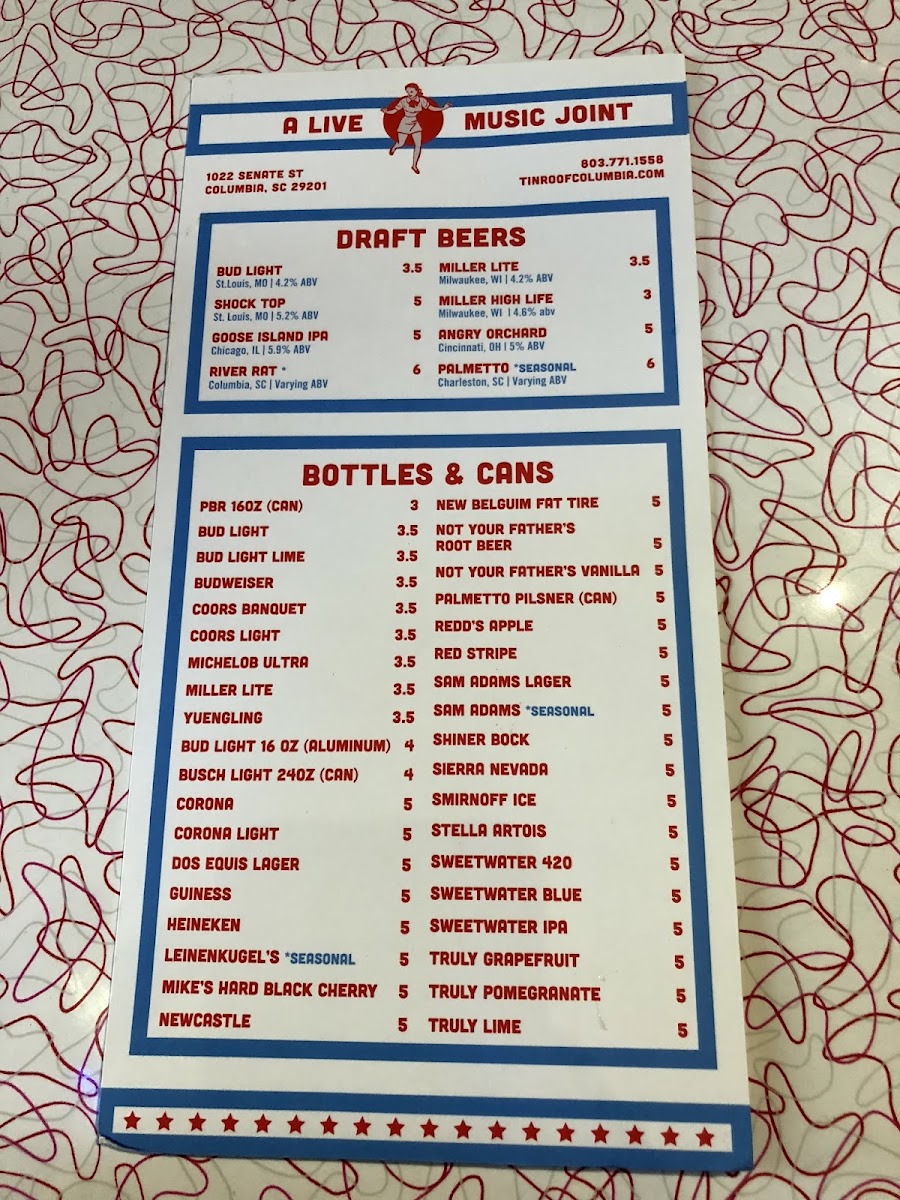 A LIVE MUSIC JOINT
1022 SENATE ST
COLUMBIA, SC 29201
803.771.1558
TINROOFCOLUMBIA.COM
DRAFT BEERS
BUD LIGHT 3.5
St.Louis, MO | 4.2% ABV
SHOCK TOP 5
St. Louis, MO | 5.2% ABV
GOOSE ISLAND IPA 5
Chicago, IL | 5.9% ABV
RIVER RAT * 6
Columbia, SC | Varying ABV
MILLER LITE 3.5
Milwaukee, WI | 4.2% ABV
MILLER HIGH LIFE 3
Milwaukee, WI | 4.6% abv
ANGRY ORCHARD 5
Cincinnati, OH | 5% ABV
PALMETTO *SEASONAL 6
Charleston, SC | Varying ABV
BOTTLES & CANS
PBR 16OZ (CAN) 3
BUD LIGHT 3.5
BUD LIGHT LIME 3.5
BUDWEISER 3.5
COORS BANQUET 3.5
COORS LIGHT 3.5
MICHELOB ULTRA 3.5
MILLER LITE 3.5
YUENGLING 3.5
BUD LIGHT 16 OZ (ALUMINUM) 4
BUSCH LIGHT 24OZ (CAN) 4
CORONA 5
CORONA LIGHT 5
DOS EQUIS LAGER 5
GUINESS 5
HEINEKEN 5
LEINENKUGEL'S *SEASONAL 5
MIKE'S HARD BLACK CHERRY 5
NEWCASTLE 5
NEW BELGUIM FAT TIRE 5
NOT YOUR FATHER'S
ROOT BEER 5
NOT YOUR FATHER'S VANILLA 5
PALMETTO PILSNER (CAN) 5
REDD'S APPLE 5
RED STRIPE 5
SAM ADAMS LAGER 5
SAM ADAMS *SEASONAL 5
SHINER BOCK 5
SIERRA NEVADA 5
SMIRNOFF ICE 5
STELLA ARTOIS 5
SWEETWATER 420 5
SWEETWATER BLUE 5
SWEETWATER IPA 5
TRULY GRAPEFRUIT 5
TRULY POMEGRANATE 5
TRULY LIME 5